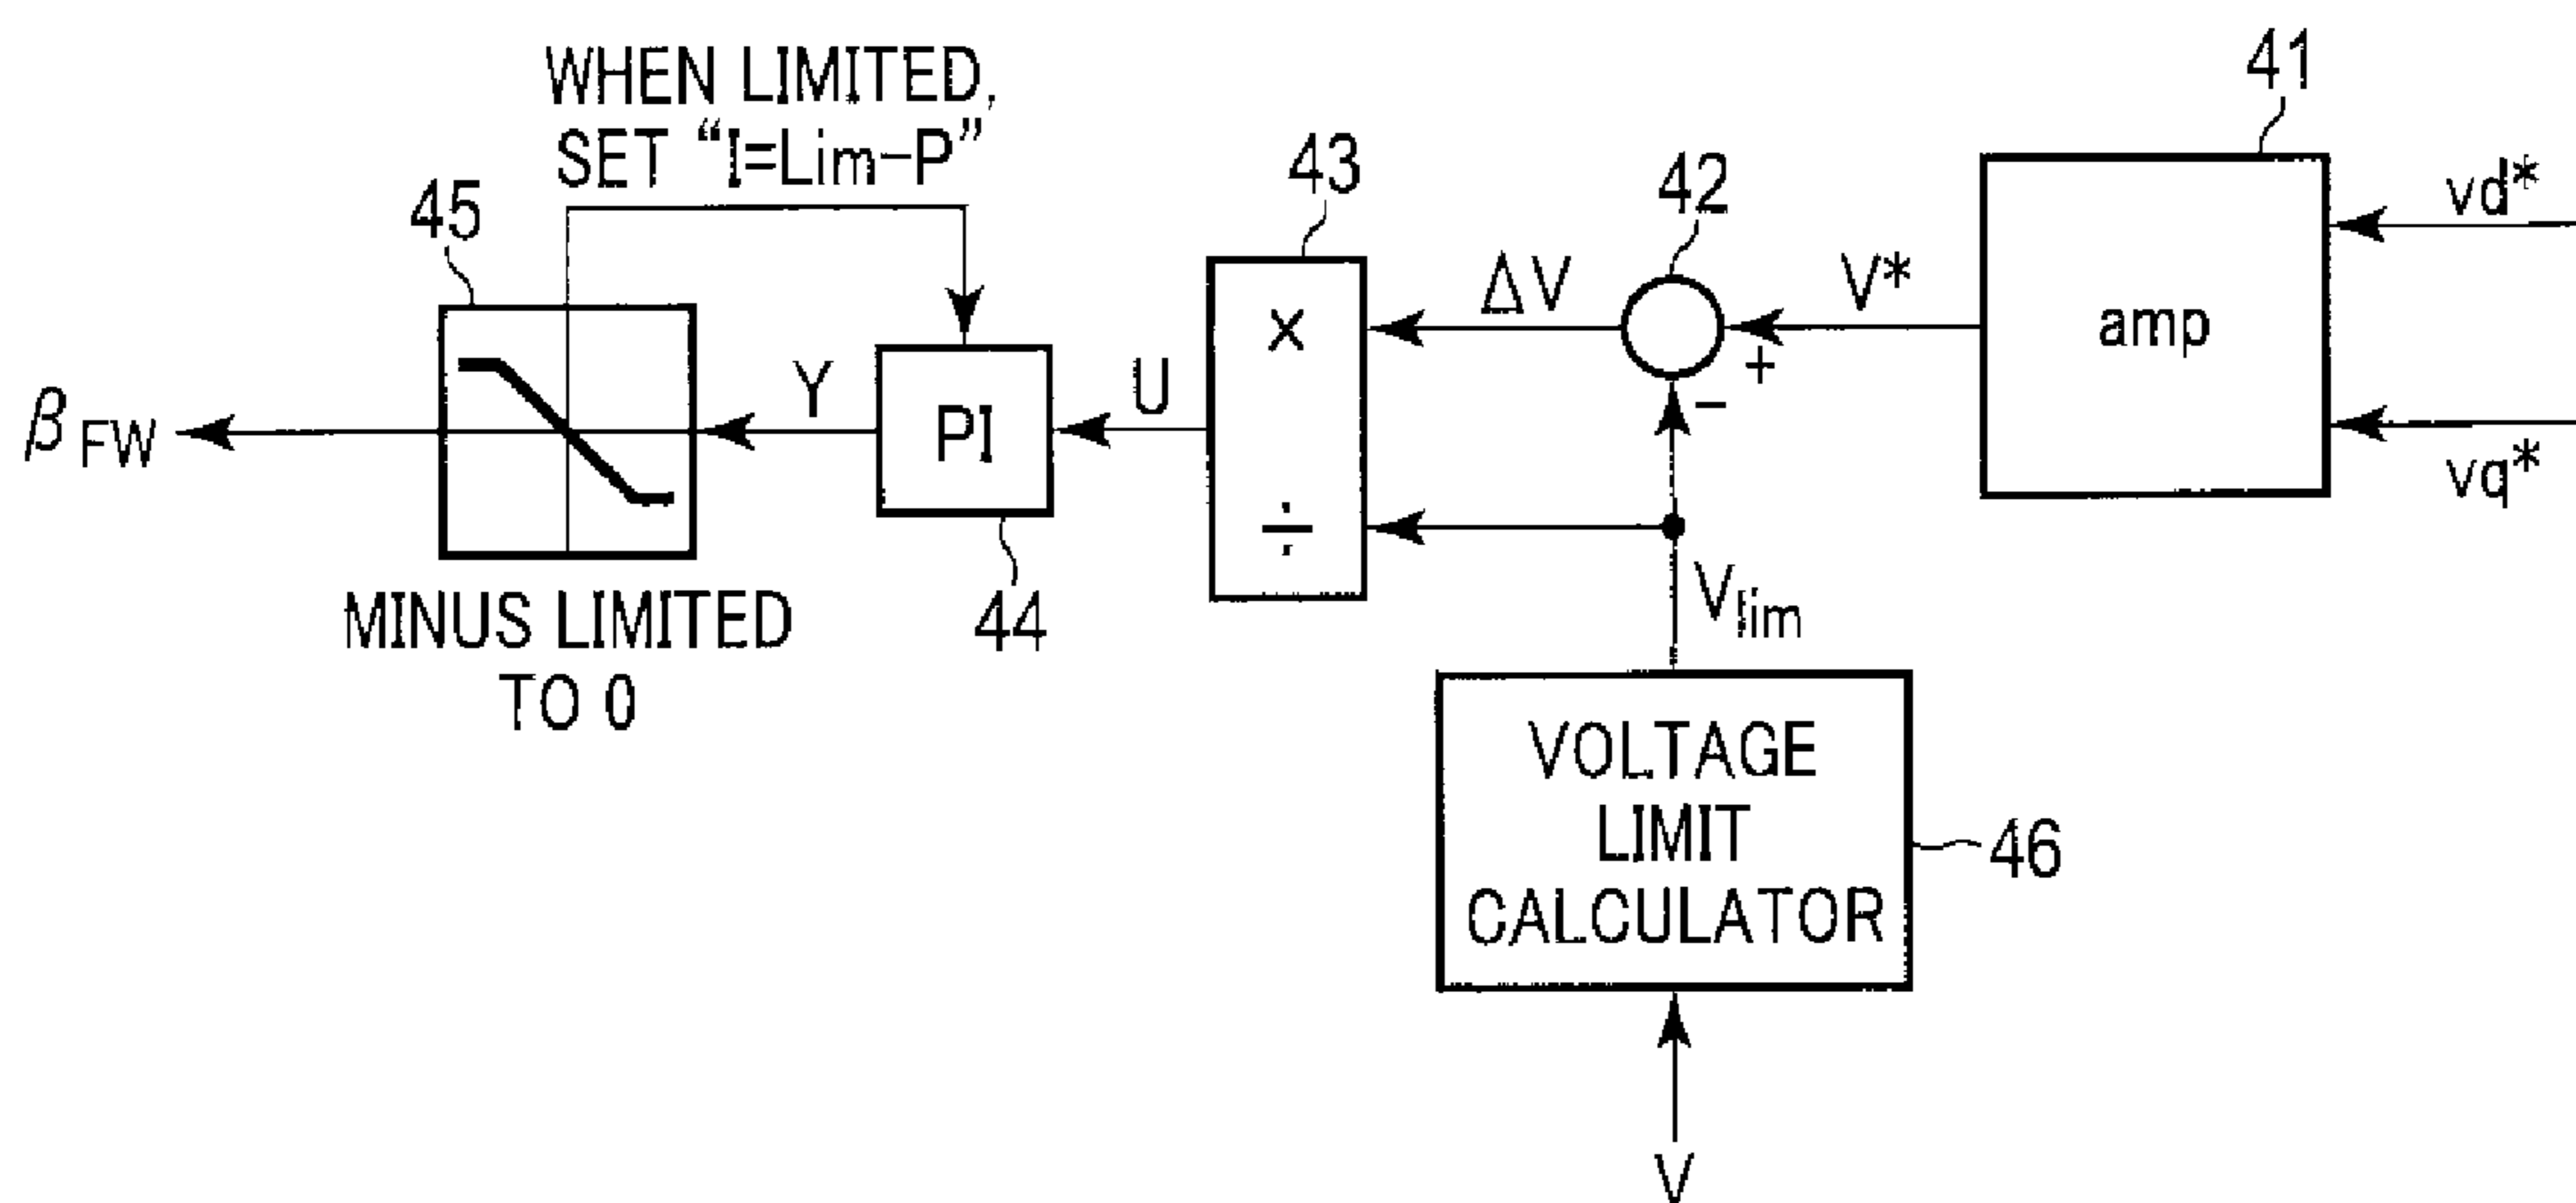 WHEN LIMITED,
SET “I=Lim-P”
45
43
42
41
vd*
vq*
amp
V*
+
-
ΔV
×
÷
U
PI
Y
44
β FW
MINUS LIMITED
TO 0
Vlim
VOLTAGE
LIMIT
CALCULATOR
46
V